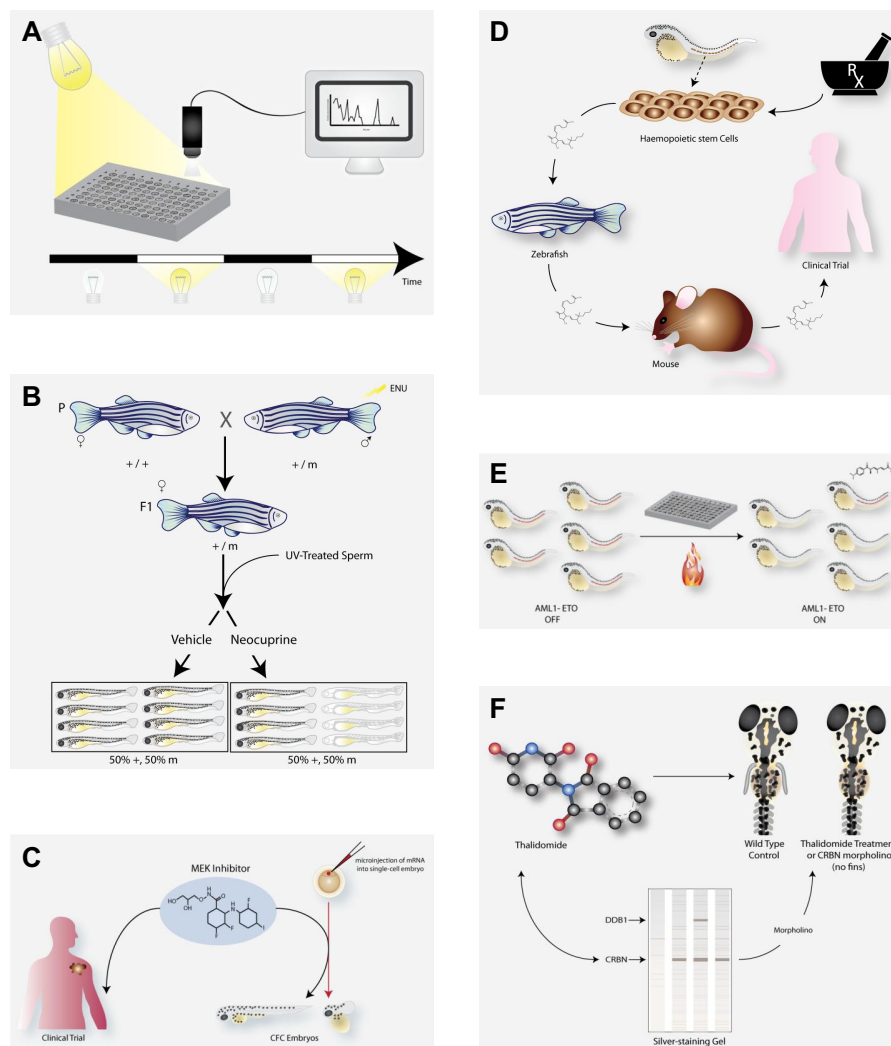 A
Time
B
P
ENU
X
♀
♂
+ / +
+ / m
♀
F1
+ / m
UV-Treated Sperm
Vehicle
Neocuprine
50% +, 50% m
50% +, 50% m
C
MEK Inhibitor
microinjection of mRNA
into single-cell embryo
Clinical Trial
CFC Embryos
D
RX
Haemopoietic stem Cells
Zebrafish
Clinical Trial
Mouse
E
AML1- ETO
OFF
AML1- ETO
ON
F
Thalidomide
Wild Type
Control
Thalidomide Treatmen
or CRBN morpholino
(no fins)
DDB1
CRBN
Morpholino
Silver-staining Gel